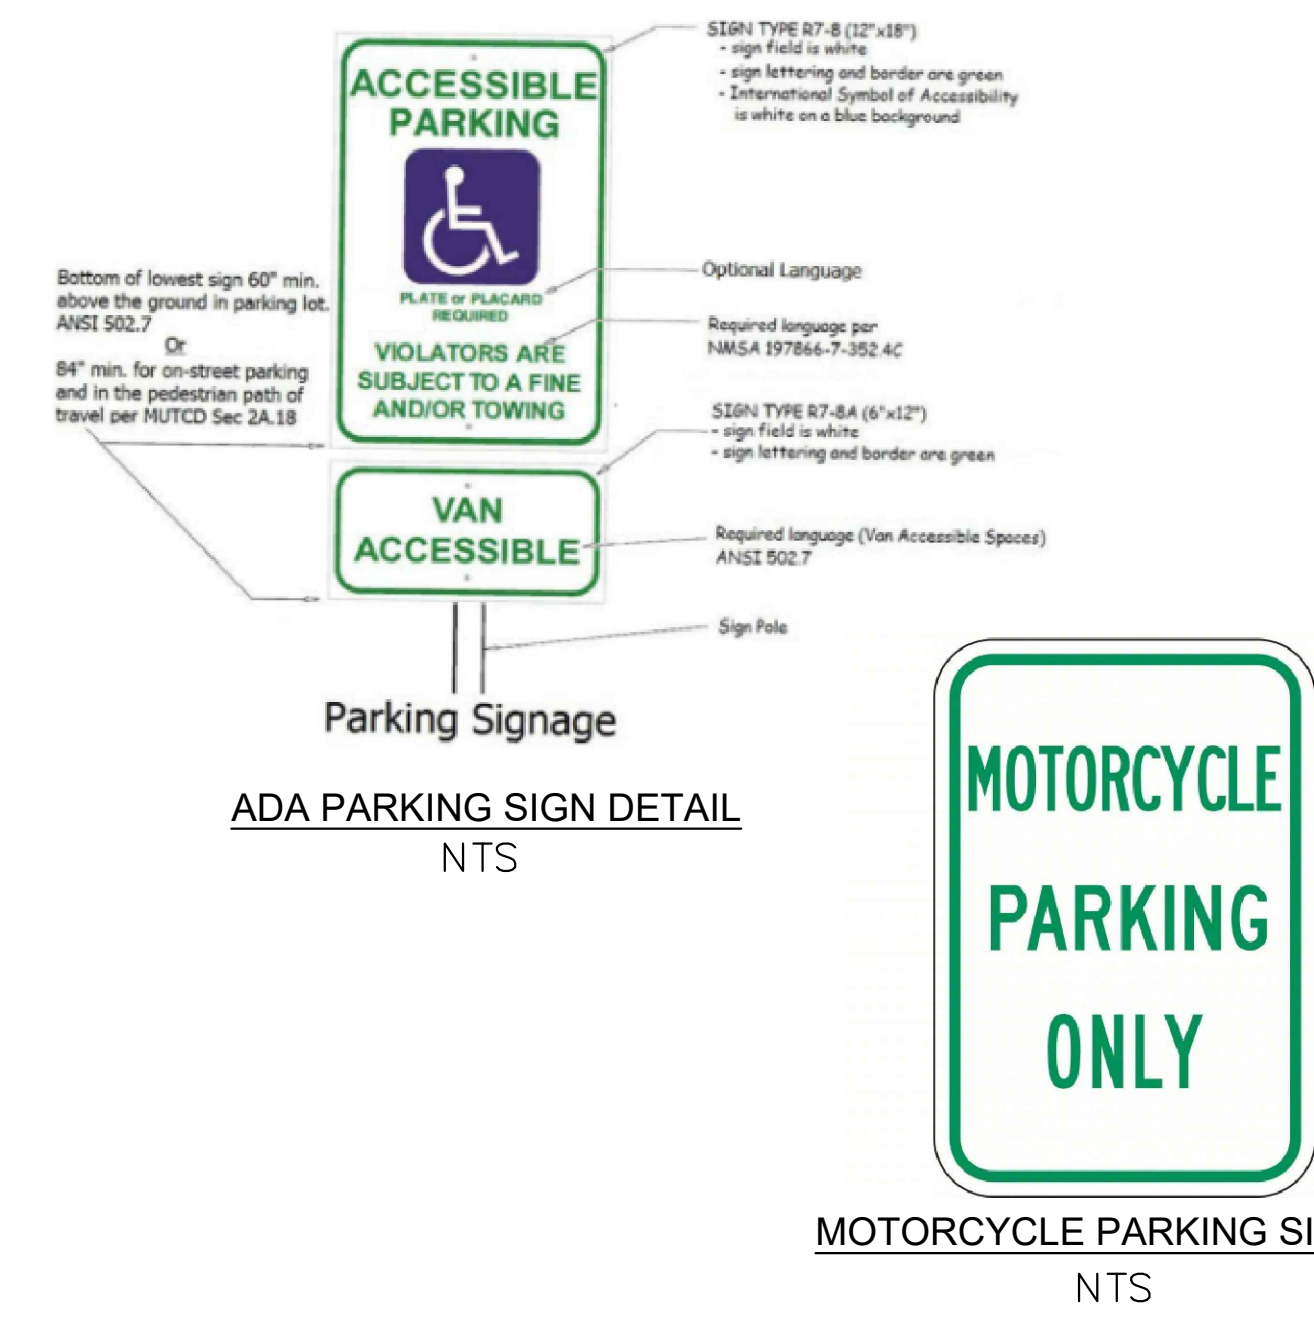 SIGN TYPE R7-8 (12"x18")
- sign field is white
- sign lettering and border are green
- International Symbol of Accessibility
is white on a blue background
ACCESSIBLE
PARKING
Optional Language
PLATE or PLACARD
REQUIRED
Required language per
NMSA 197866-7-352.4C
VIOLATORS ARE
SUBJECT TO A FINE
AND/OR TOWING
Bottom of lowest sign 60" min.
above the ground in parking lot.
ANSI 502.7
Or
84" min. for on-street parking
and in the pedestrian path of
travel per MUTCD Sec 2A.18
SIGN TYPE R7-8A (6"x12")
- sign field is white
- sign lettering and border are green
VAN
ACCESSIBLE
Required language (Van Accessible Spaces)
ANSI 502.7
Sign Pole
Parking Signage
ADA PARKING SIGN DETAIL
NTS
MOTORCYCLE
PARKING
ONLY
MOTORCYCLE PARKING SI
NTS